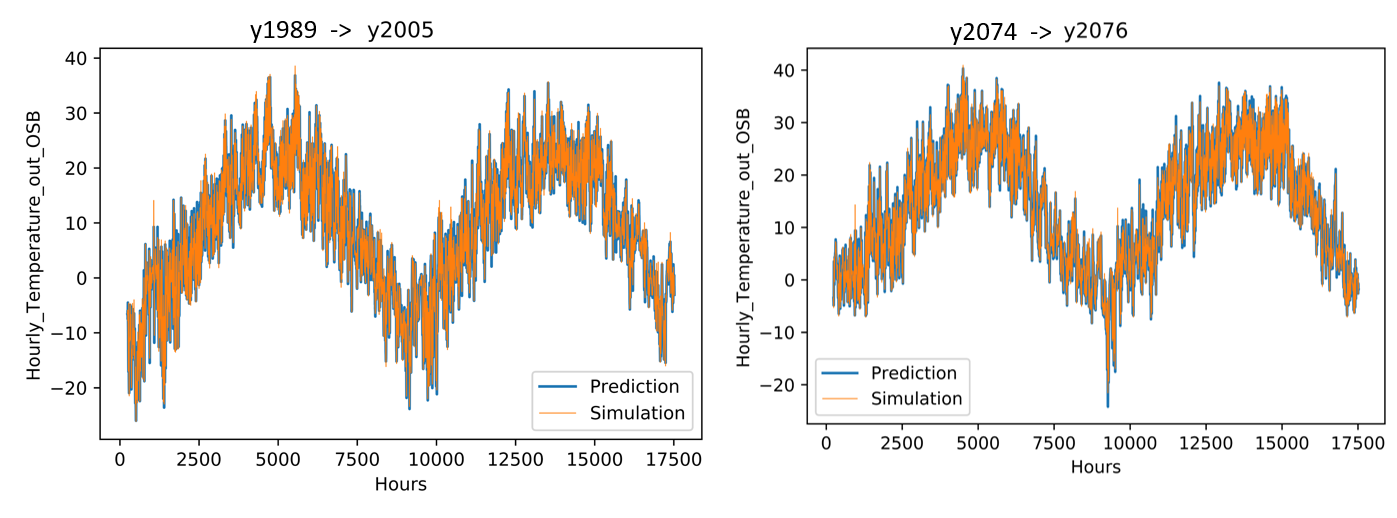 y1989 -> y2005
40
30
20
10
0
−10
−20
Hourly_Temperature_out_OSB
Prediction
Simulation
0 2500 5000 7500 10000 12500 15000 17500
Hours
y2074 -> y2076
40
30
20
10
0
−10
−20
Hourly_Temperature_out_OSB
Prediction
Simulation
0 2500 5000 7500 10000 12500 15000 17500
Hours